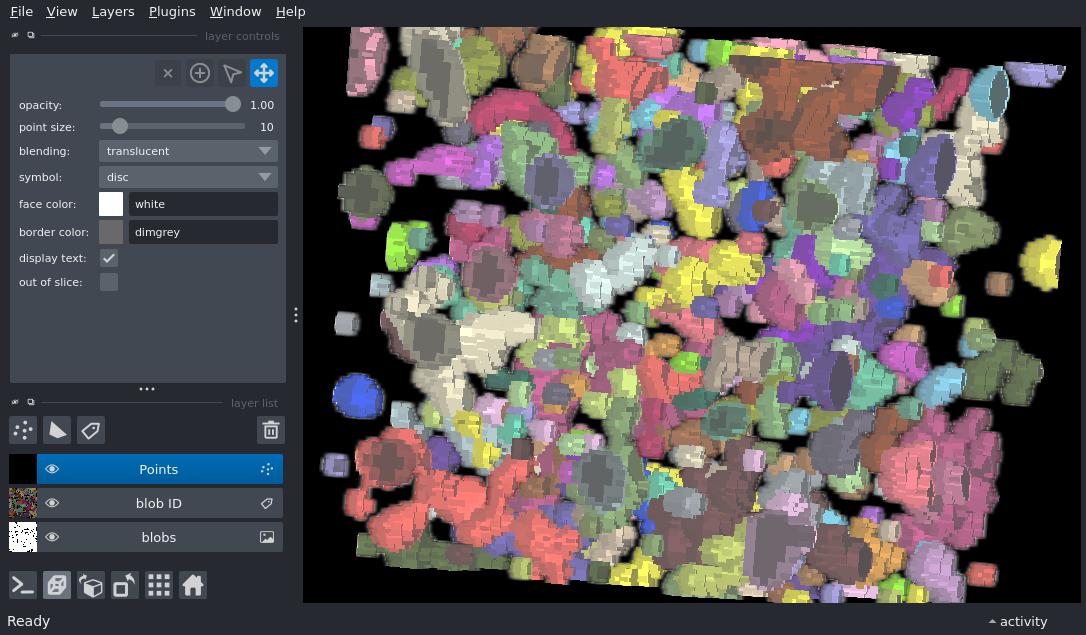 File View Layers Plugins Window Help
layer controls
opacity: 1.00
point size: 10
blending: translucent
symbol: disc
face color: white
border color: dimgrey
display text:
out of slice:
layer list
Points
blob ID
blobs
Ready
activity